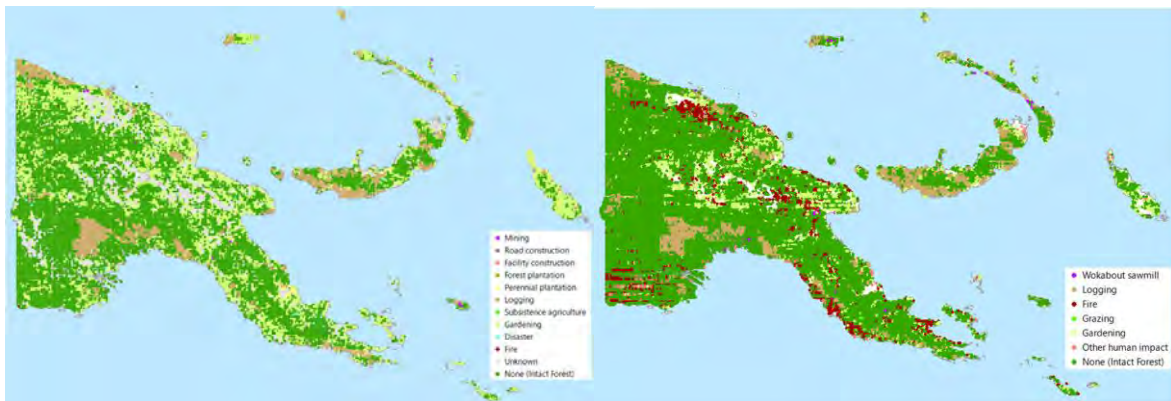 Mining
Road construction
Facility construction
Forest plantation
Perennial plantation
Logging
Subsistence agriculture
Gardening
Disaster
Fire
Unknown
None (Intact Forest)
Wokabout sawmill
Logging
Fire
Grazing
Gardening
Other human impact
None (Intact Forest)